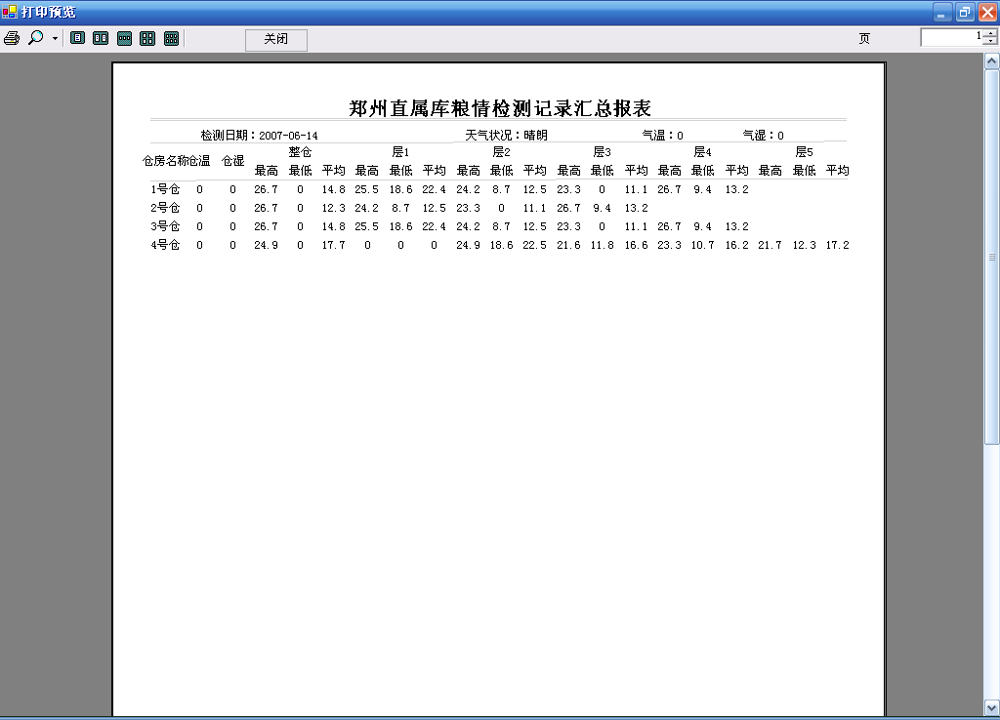 打印预览
关闭
页 1
郑州直属库粮情检测记录汇总报表
检测日期：2007-06-14 天气状况：晴朗 气温：0 气湿：0
整仓 层1 层2 层3 层4 层5
仓房名称 仓温 仓湿 最高 最低 平均 最高 最低 平均 最高 最低 平均 最高 最低 平均 最高 最低 平均 最高 最低 平均
1号仓 0 0 26.7 0 14.8 25.5 18.6 22.4 24.2 8.7 12.5 23.3 0 11.1 26.7 9.4 13.2
2号仓 0 0 26.7 0 12.3 24.2 8.7 12.5 23.3 0 11.1 26.7 9.4 13.2
3号仓 0 0 26.7 0 14.8 25.5 18.6 22.4 24.2 8.7 12.5 23.3 0 11.1 26.7 9.4 13.2
4号仓 0 0 24.9 0 17.7 0 0 0 24.9 18.6 22.5 21.6 11.8 16.6 23.3 10.7 16.2 21.7 12.3 17.2